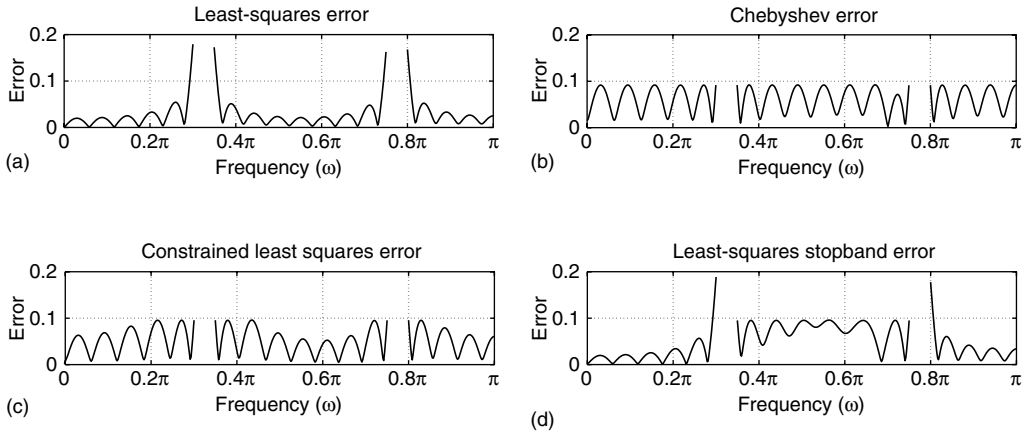 Least-squares error
0.2
0.1
0
Error
0 0.2π 0.4π 0.6π 0.8π π
Frequency (ω)
(a)
Chebyshev error
0.2
0.1
0
Error
0 0.2π 0.4π 0.6π 0.8π π
Frequency (ω)
(b)
Constrained least squares error
0.2
0.1
0
Error
0 0.2π 0.4π 0.6π 0.8π π
Frequency (ω)
(c)
Least-squares stopband error
0.2
0.1
0
Error
0 0.2π 0.4π 0.6π 0.8π π
Frequency (ω)
(d)